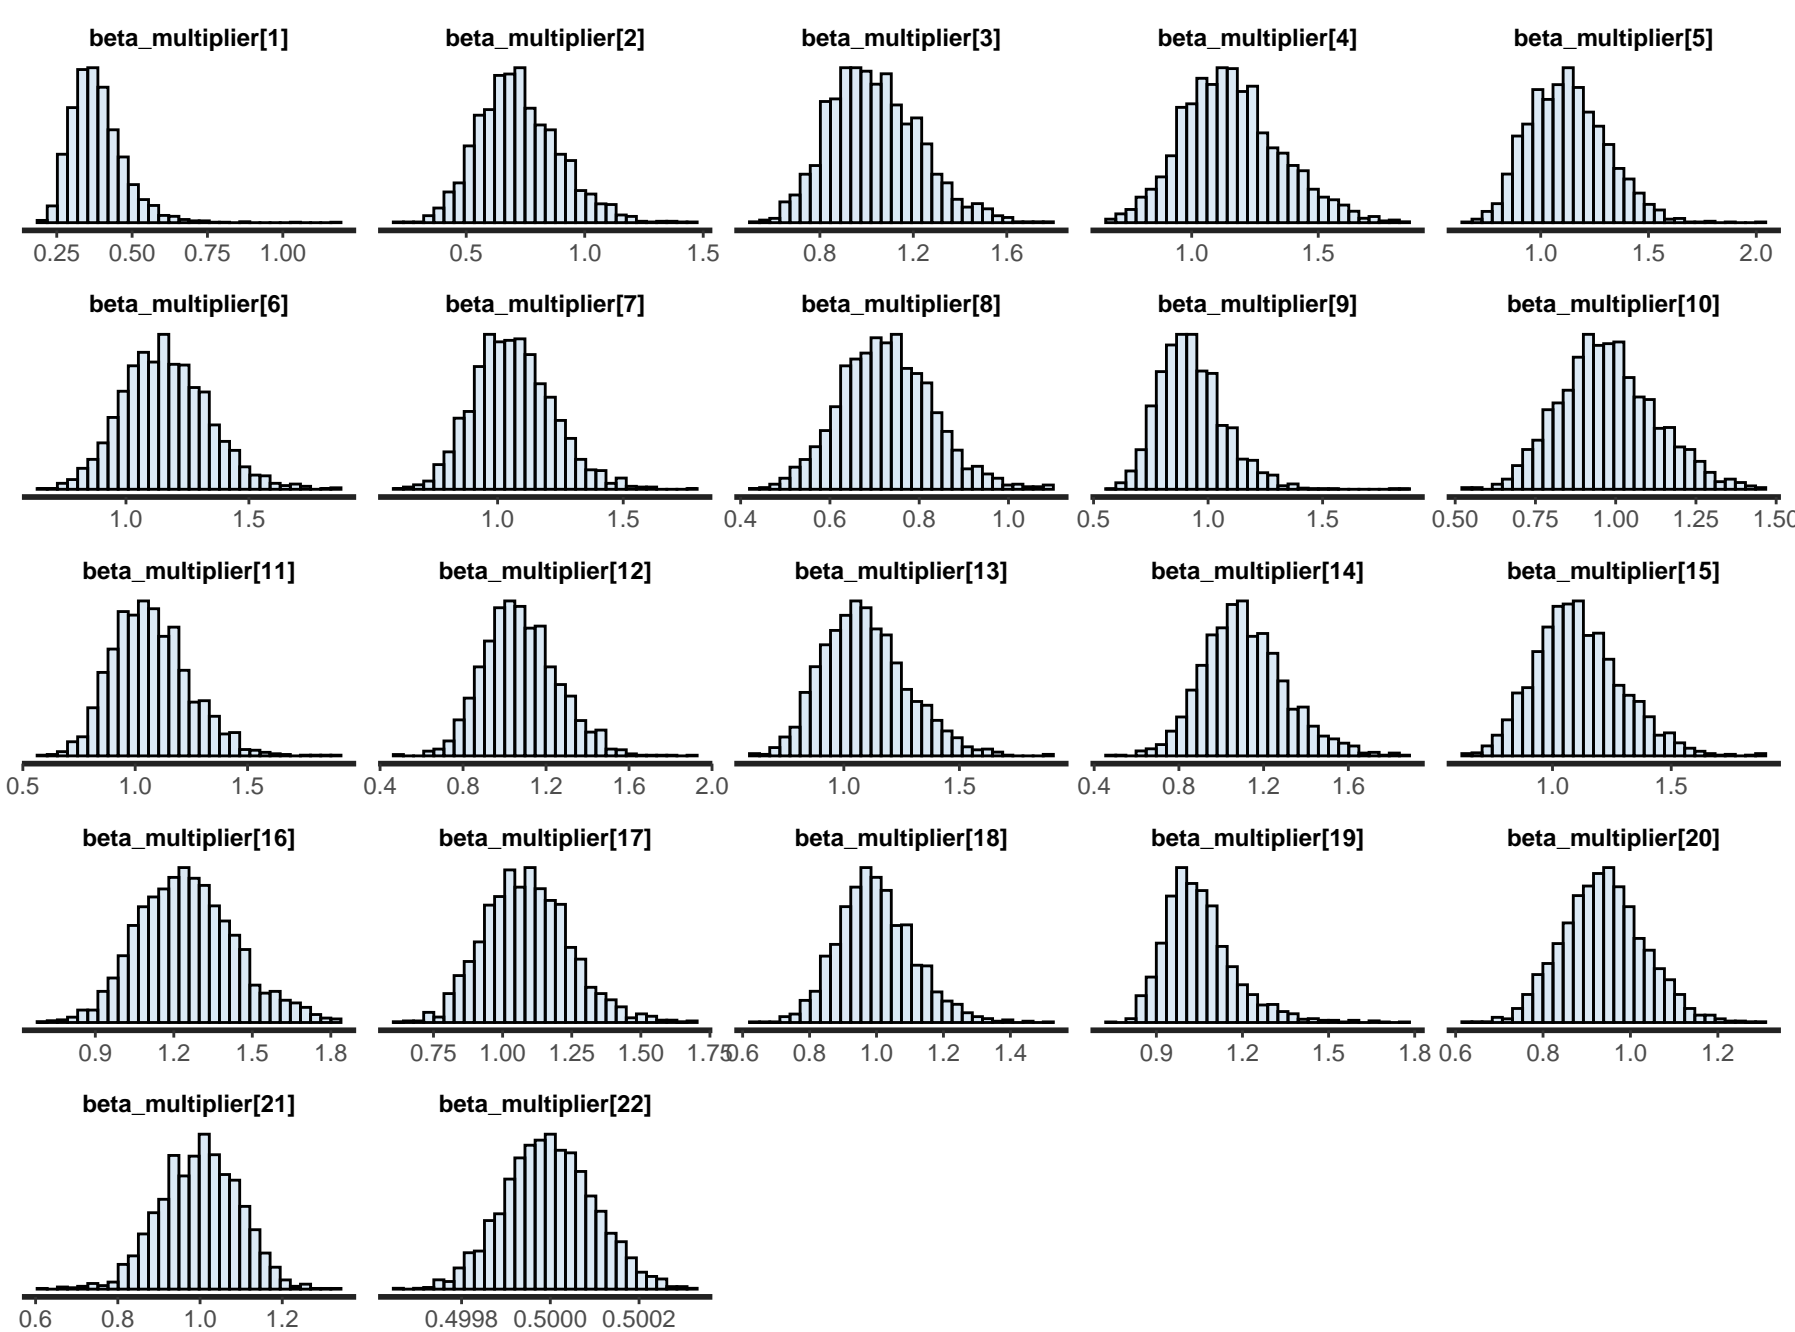 beta_multiplier[1] beta_multiplier[2] beta_multiplier[3] beta_multiplier[4] beta_multiplier[5]
0.25 0.50 0.75 1.00 0.5 1.0 1.5 0.8 1.2 1.6 1.0 1.5 1.0 1.5 2.0
beta_multiplier[6] beta_multiplier[7] beta_multiplier[8] beta_multiplier[9] beta_multiplier[10]
1.0 1.5 1.0 1.5 0.4 0.6 0.8 1.0 0.5 1.0 1.5 0.50 0.75 1.00 1.25 1.50
beta_multiplier[11] beta_multiplier[12] beta_multiplier[13] beta_multiplier[14] beta_multiplier[15]
0.5 1.0 1.5 0.4 0.8 1.2 1.6 2.0 1.0 1.5 0.4 0.8 1.2 1.6 1.0 1.5
beta_multiplier[16] beta_multiplier[17] beta_multiplier[18] beta_multiplier[19] beta_multiplier[20]
0.9 1.2 1.5 1.8 0.75 1.00 1.25 1.50 1.75 0.6 0.8 1.0 1.2 1.4 0.9 1.2 1.5 1.8 0.6 0.8 1.0 1.2
beta_multiplier[21] beta_multiplier[22]
0.6 0.8 1.0 1.2 0.4998 0.5000 0.5002